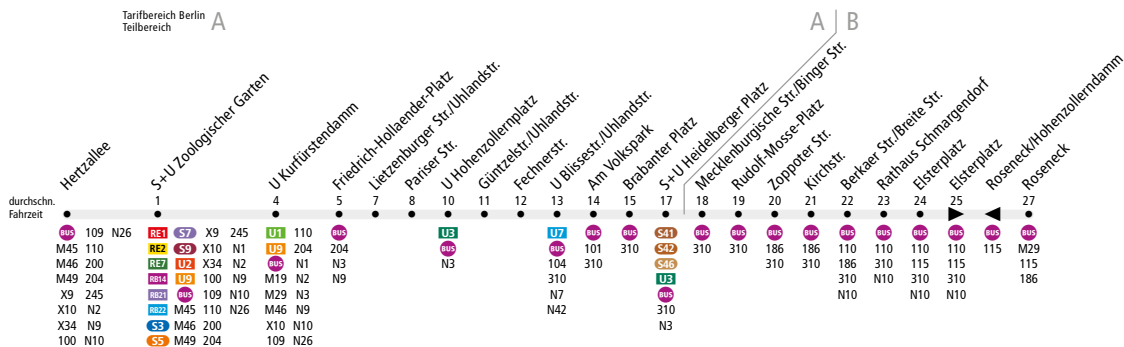 Tarifbereich Berlin
Teilbereich
A
A
B
Hertzallee
S+U Zoologischer Garten
U Kurfürstendamm
Friedrich-Hollaender-Platz
Lietzenburger Str./Uhlandstr.
Pariser Str.
U Hohenzollernplatz
Güntzelstr./Uhlandstr.
Fechnerstr.
U Blissestr./Uhlandstr.
Am Volkspark
Brabanter Platz
S+U Heidelberger Platz
Mecklenburgische Str./Binger Str.
Rudolf-Mosse-Platz
Zoppoter Str.
Kirchstr.
Berkaer Str./Breite Str.
Rathaus Schmargendorf
Elsterplatz
Elsterplatz
Roseneck/Hohenzollerndamm
Roseneck
durchschn. 1 4 5 7 8 10 11 12 13 14 15 17 18 19 20 21 22 23 24 25 27
Fahrzeit
BUS 109 N26
M45 110
M46 200
M49 204
X9 245
X10 N2
X34 N9
100 N10
RE1 S7 X9 245
RE2 S9 X10 N1
RE7 U2 X34 N2
RB14 U9 100 N9
RB21 BUS 109 N10
RB22 M45 110 N26
S3 M46 200
S5 M49 204
U1 110
U9 204
BUS N1
M19 N2
M29 N3
M46 N9
X10 N10
109 N26
BUS
204
N3
N9
U3
BUS
N3
U7
BUS
104
310
N7
N42
BUS
101
310
BUS
310
S41
S42
S46
U3
BUS
310
N3
BUS
310
BUS
310
BUS
186
310
BUS
186
310
BUS
110
186
310
N10
BUS
110
310
N10
BUS
110
115
310
N10
BUS
110
115
310
N10
BUS
115
BUS
M29
115
186